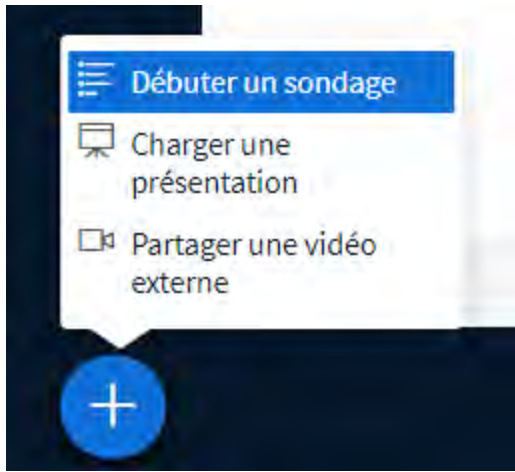 Débuter un sondage
Charger une
présentation
Partager une vidéo
externe